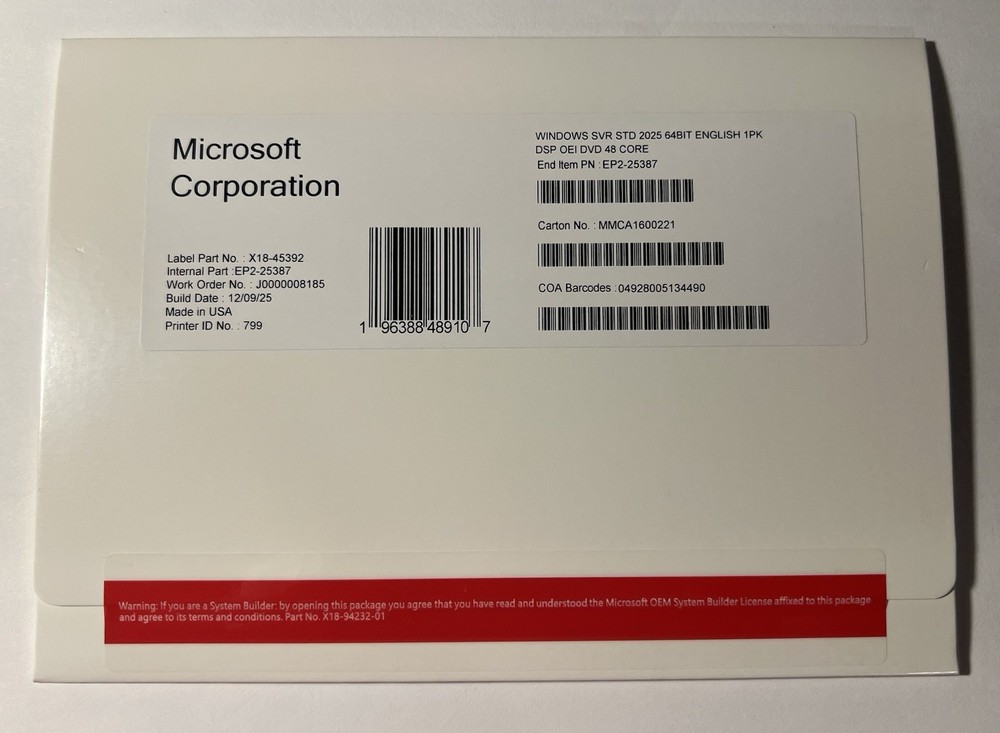 Microsoft
Corporation
Label Part No. : X18-45392
Internal Part :EP2-25387
Work Order No. : J0000008185
Build Date : 12/09/25
Made in USA
Printer ID No. : 799
1 96388 48910 7
WINDOWS SVR STD 2025 64BIT ENGLISH 1PK
DSP OEI DVD 48 CORE
End Item PN : EP2-25387
Carton No. : MMCA1600221
COA Barcodes : 04928005134490
Warning: If you are a System Builder: by opening this package you agree that you have read and understood the Microsoft OEM System Builder License affixed to this package
and agree to its terms and conditions. Part No. X18-94232-01